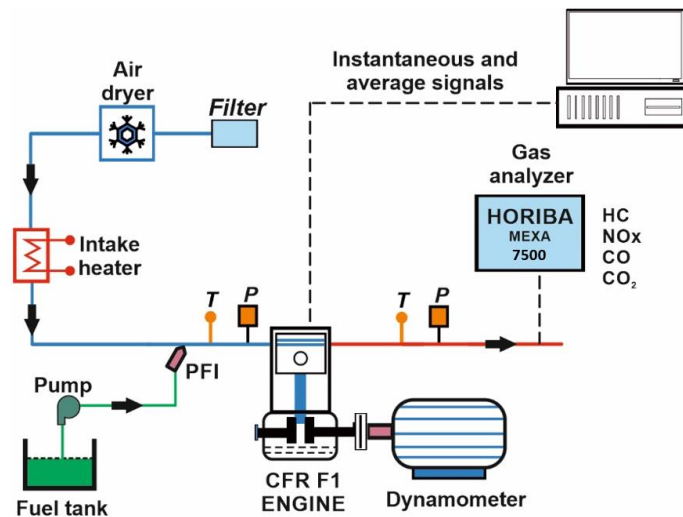 Instantaneous and
average signals
Air
dryer
Filter
Gas
analyzer
HORIBA
MEXA
7500
HC
NOx
CO
CO₂
Intake
heater
T
P
T
P
PFI
Pump
Fuel tank
CFR F1
ENGINE
Dynamometer